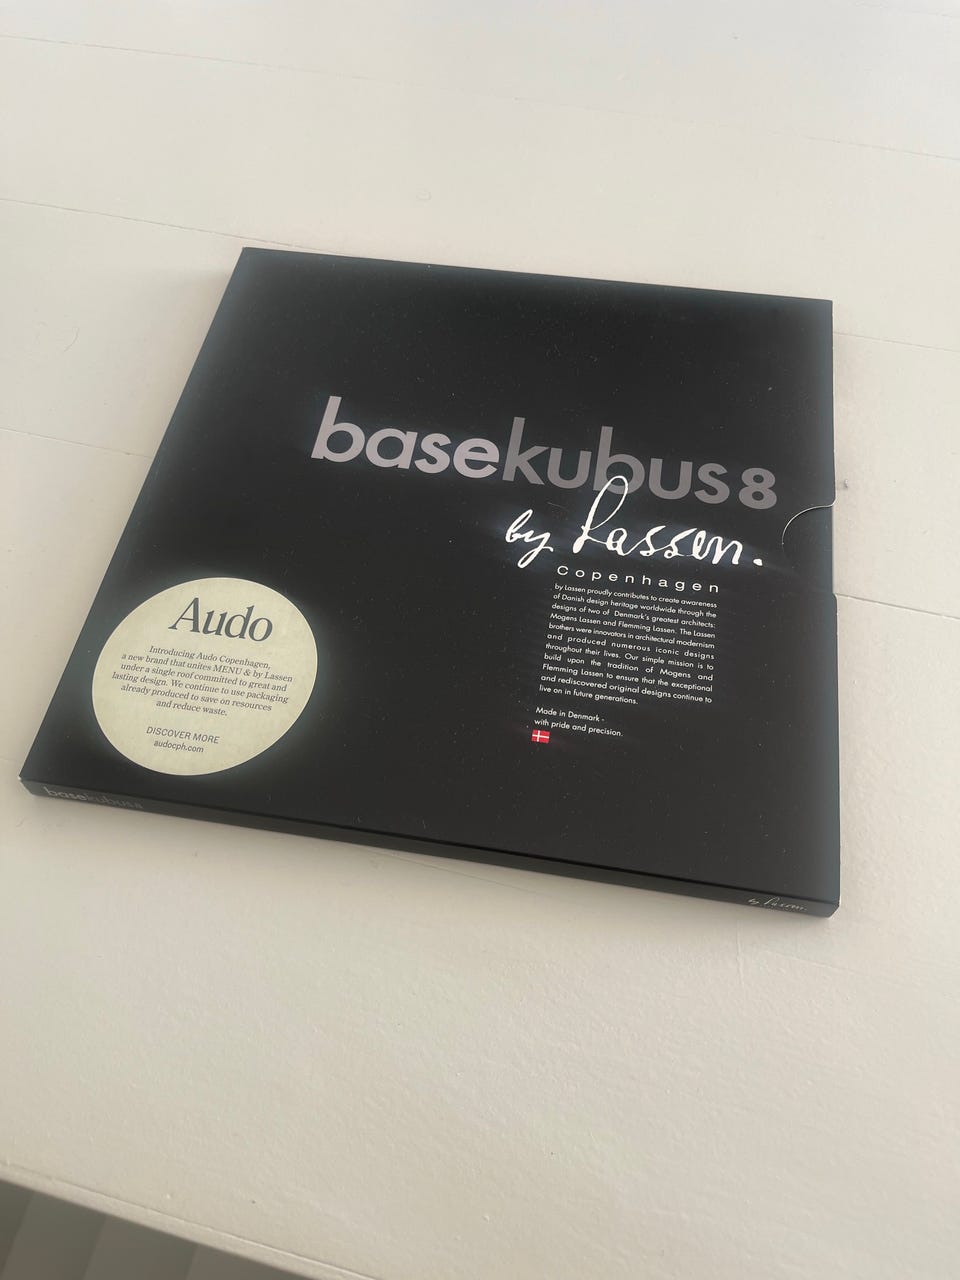 basekubus8
by Lassen.
Copenhagen
by Lassen proudly contributes to create awareness
of Danish design heritage worldwide through the
designs of two of Denmark's greatest architects:
Mogens Lassen and Flemming Lassen. The Lassen
brothers were innovators in architectural modernism
and produced numerous iconic designs
throughout their lives. Our simple mission is to
build upon the tradition of Mogens and
Flemming Lassen to ensure that the exceptional
and rediscovered original designs continue to
live on in future generations.
Made in Denmark -
with pride and precision.
Audo
Introducing Audo Copenhagen,
a new brand that unites MENU & by Lassen
under a single roof committed to great and
lasting design. We continue to use packaging
already produced to save on resources
and reduce waste.
DISCOVER MORE
audocph.com
basekubus8
by Lassen.